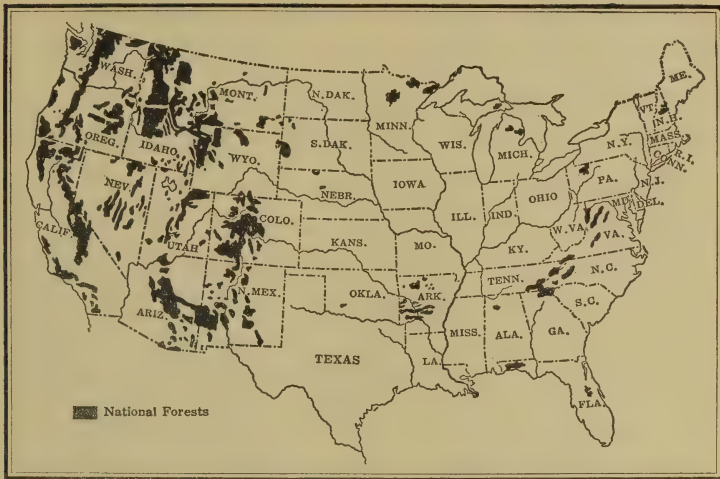 WASH.
MONT.
N.DAK.
MINN.
ME.
VT.
N.H.
MASS.
R.I.
CONN.
N.Y.
OREG.
IDAHO
WYO.
S.DAK.
WIS.
MICH.
NEV.
NEBR.
IOWA
ILL.
IND.
OHIO
PA.
N.J.
MD.
DEL.
CALIF.
UTAH
COLO.
KANS.
MO.
KY.
W.VA.
VA.
ARIZ.
N.MEX.
OKLA.
ARK.
TENN.
N.C.
S.C.
TEXAS
LA.
MISS.
ALA.
GA.
FLA.
National Forests